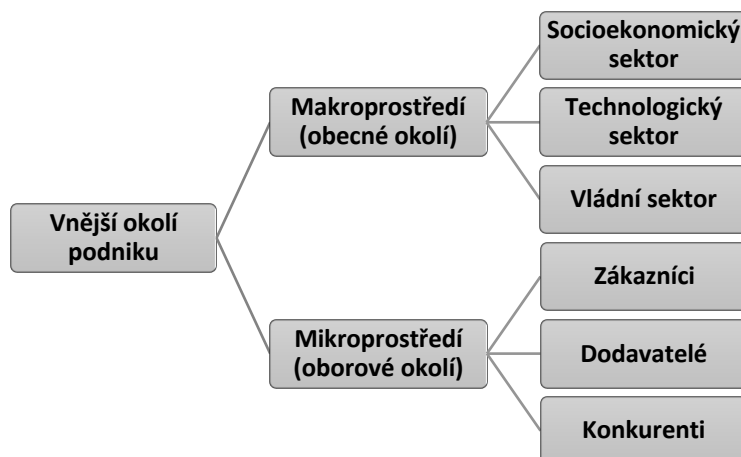 Vnější okolí
podniku
Makroprostředí
(obecné okolí)
Socioekonomický
sektor
Technologický
sektor
Vládní sektor
Mikroprostředí
(oborové okolí)
Zákazníci
Dodavatelé
Konkurenti